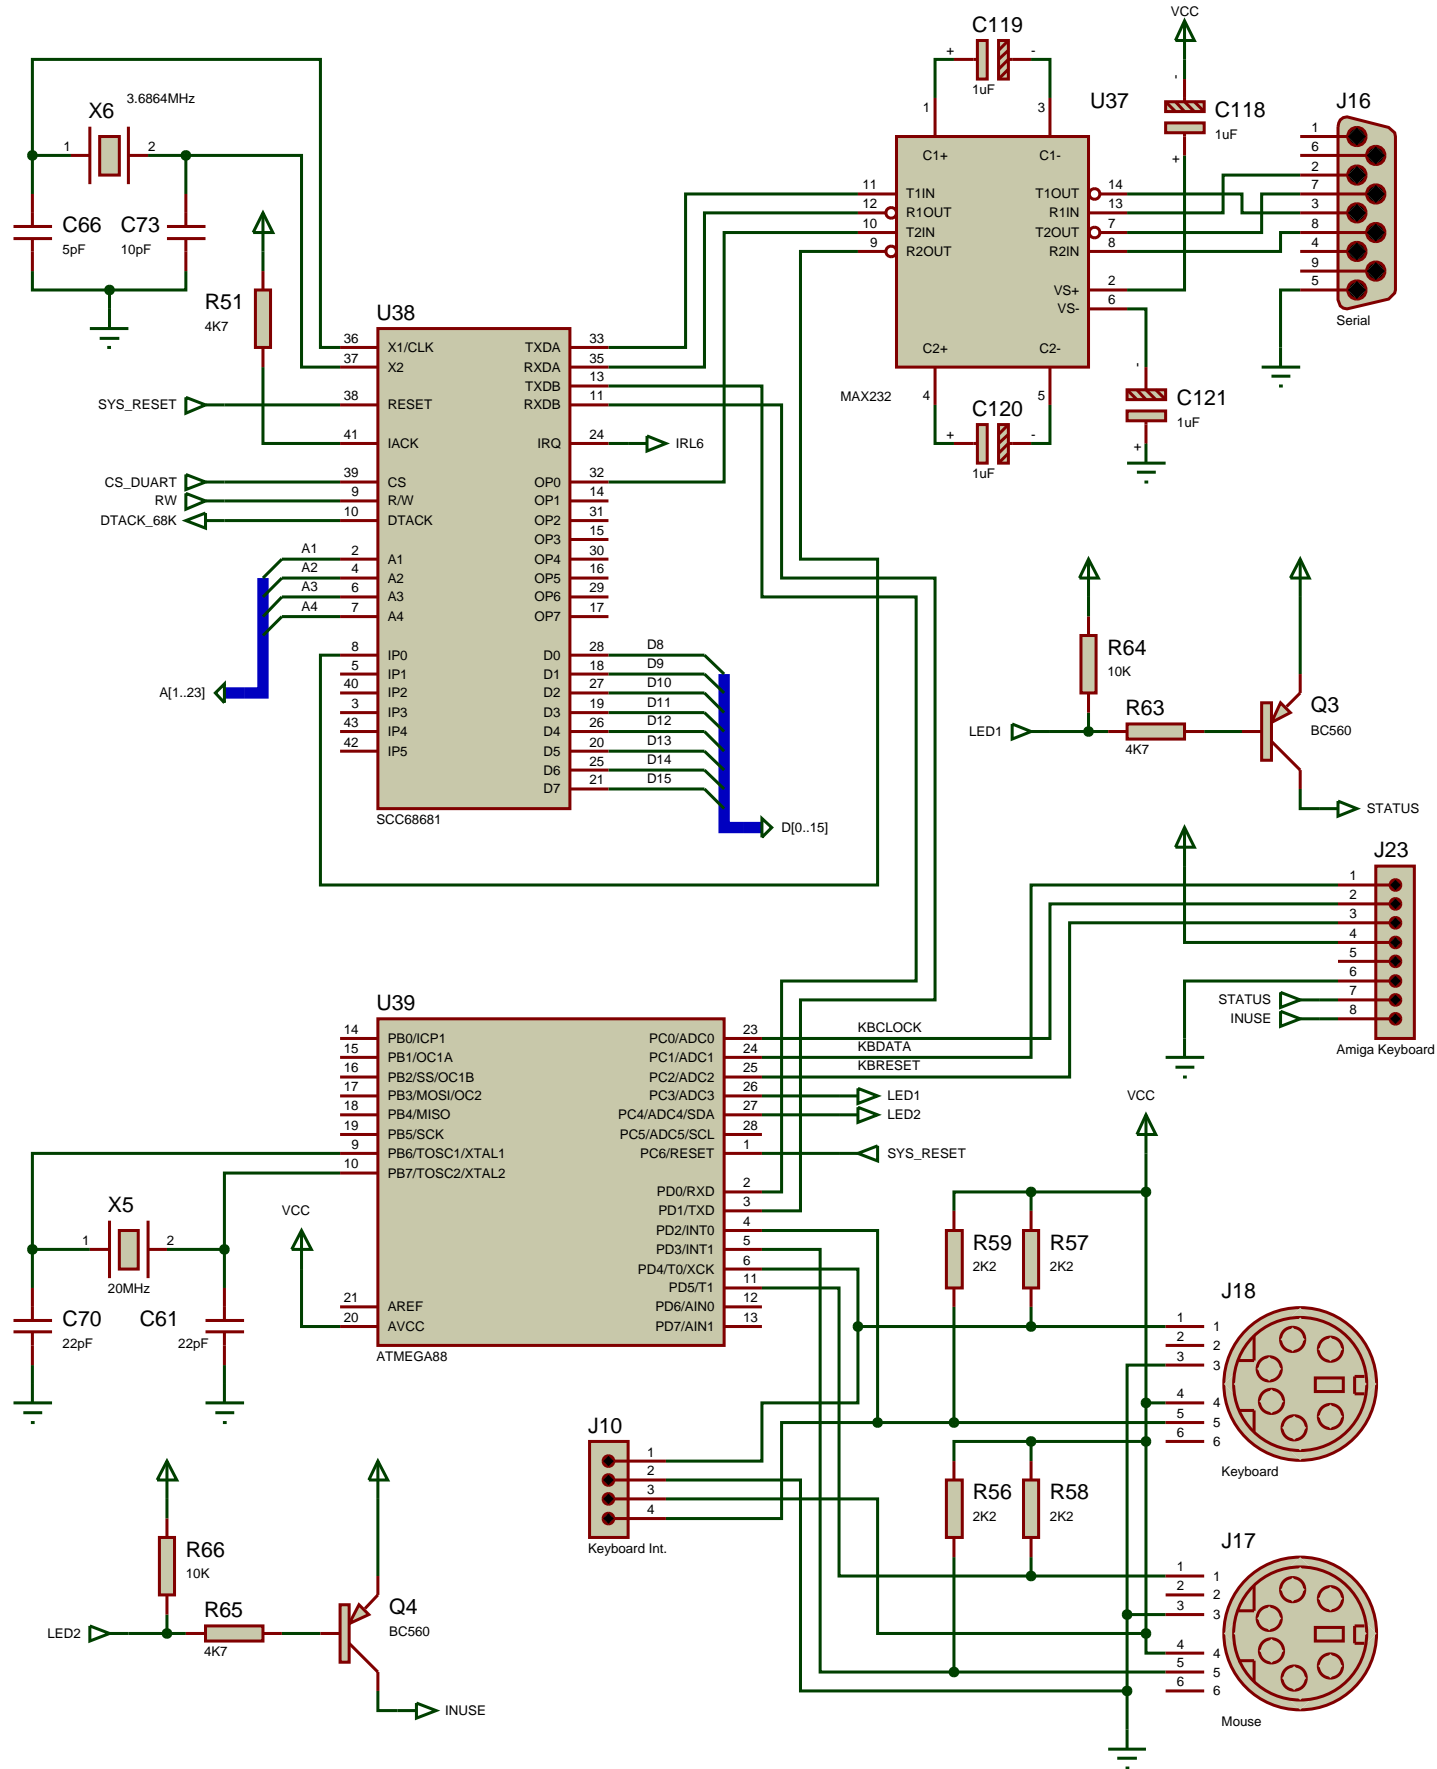 X6
3.6864MHz
1
2
C66
5pF
C73
10pF
R51
4K7
C119
1uF
+
-
1
3
U37
C1+
C1-
11
T1IN
12
R1OUT
10
T2IN
9
R2OUT
T1OUT
14
R1IN
13
T2OUT
7
R2IN
8
VS+
2
VS-
6
C2+
C2-
MAX232
4
5
C120
1uF
+
-
VCC
-
C118
1uF
+
-
C121
1uF
+
J16
1
6
2
7
3
8
4
9
5
Serial
U38
36
X1/CLK
37
X2
SYS_RESET
38
RESET
41
IACK
CS_DUART
39
CS
RW
9
R/W
DTACK_68K
10
DTACK
A1
2
A1
A2
4
A2
A3
6
A3
A4
7
A4
A[1..23]
8
IP0
5
IP1
40
IP2
3
IP3
43
IP4
42
IP5
TXDA
33
RXDA
35
TXDB
13
RXDB
11
IRQ
24
IRL6
OP0
32
OP1
14
OP2
31
OP3
15
OP4
30
OP5
16
OP6
29
OP7
17
D0
28
D8
D1
18
D9
D2
27
D10
D3
19
D11
D4
26
D12
D5
20
D13
D6
25
D14
D7
21
D15
D[0..15]
SCC68681
R64
10K
LED1
R63
4K7
Q3
BC560
STATUS
J23
1
2
3
4
5
6
7
8
STATUS
INUSE
Amiga Keyboard
U39
14
PB0/ICP1
15
PB1/OC1A
16
PB2/SS/OC1B
17
PB3/MOSI/OC2
18
PB4/MISO
19
PB5/SCK
9
PB6/TOSC1/XTAL1
10
PB7/TOSC2/XTAL2
21
AREF
20
AVCC
PC0/ADC0
23
KBCLOCK
PC1/ADC1
24
KBDATA
PC2/ADC2
25
KBRESET
PC3/ADC3
26
LED1
PC4/ADC4/SDA
27
LED2
PC5/ADC5/SCL
28
PC6/RESET
1
SYS_RESET
PD0/RXD
2
PD1/TXD
3
PD2/INT0
4
PD3/INT1
5
PD4/T0/XCK
6
PD5/T1
11
PD6/AIN0
12
PD7/AIN1
13
ATMEGA88
X5
1
2
20MHz
VCC
C70
22pF
C61
22pF
VCC
R59
2K2
R57
2K2
J18
1
1
2
2
3
3
4
4
5
5
6
6
Keyboard
J10
1
2
3
4
Keyboard Int.
R56
2K2
R58
2K2
J17
1
1
2
2
3
3
4
4
5
5
6
6
Mouse
R66
10K
LED2
R65
4K7
Q4
BC560
INUSE